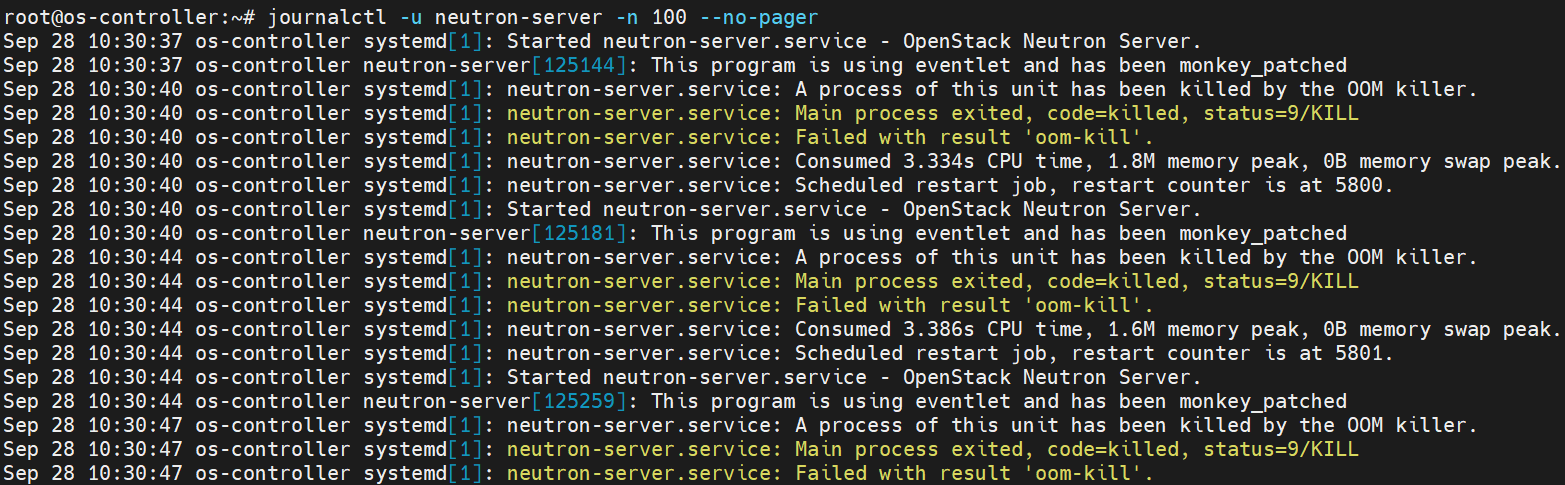 root@os-controller:~# journalctl -u neutron-server -n 100 --no-pager
Sep 28 10:30:37 os-controller systemd[1]: Started neutron-server.service - OpenStack Neutron Server.
Sep 28 10:30:37 os-controller neutron-server[125144]: This program is using eventlet and has been monkey_patched
Sep 28 10:30:40 os-controller systemd[1]: neutron-server.service: A process of this unit has been killed by the OOM killer.
Sep 28 10:30:40 os-controller systemd[1]: neutron-server.service: Main process exited, code=killed, status=9/KILL
Sep 28 10:30:40 os-controller systemd[1]: neutron-server.service: Failed with result 'oom-kill'.
Sep 28 10:30:40 os-controller systemd[1]: neutron-server.service: Consumed 3.334s CPU time, 1.8M memory peak, 0B memory swap peak.
Sep 28 10:30:40 os-controller systemd[1]: neutron-server.service: Scheduled restart job, restart counter is at 5800.
Sep 28 10:30:40 os-controller systemd[1]: Started neutron-server.service - OpenStack Neutron Server.
Sep 28 10:30:40 os-controller neutron-server[125181]: This program is using eventlet and has been monkey_patched
Sep 28 10:30:44 os-controller systemd[1]: neutron-server.service: A process of this unit has been killed by the OOM killer.
Sep 28 10:30:44 os-controller systemd[1]: neutron-server.service: Main process exited, code=killed, status=9/KILL
Sep 28 10:30:44 os-controller systemd[1]: neutron-server.service: Failed with result 'oom-kill'.
Sep 28 10:30:44 os-controller systemd[1]: neutron-server.service: Consumed 3.386s CPU time, 1.6M memory peak, 0B memory swap peak.
Sep 28 10:30:44 os-controller systemd[1]: neutron-server.service: Scheduled restart job, restart counter is at 5801.
Sep 28 10:30:44 os-controller systemd[1]: Started neutron-server.service - OpenStack Neutron Server.
Sep 28 10:30:44 os-controller neutron-server[125259]: This program is using eventlet and has been monkey_patched
Sep 28 10:30:47 os-controller systemd[1]: neutron-server.service: A process of this unit has been killed by the OOM killer.
Sep 28 10:30:47 os-controller systemd[1]: neutron-server.service: Main process exited, code=killed, status=9/KILL
Sep 28 10:30:47 os-controller systemd[1]: neutron-server.service: Failed with result 'oom-kill'.